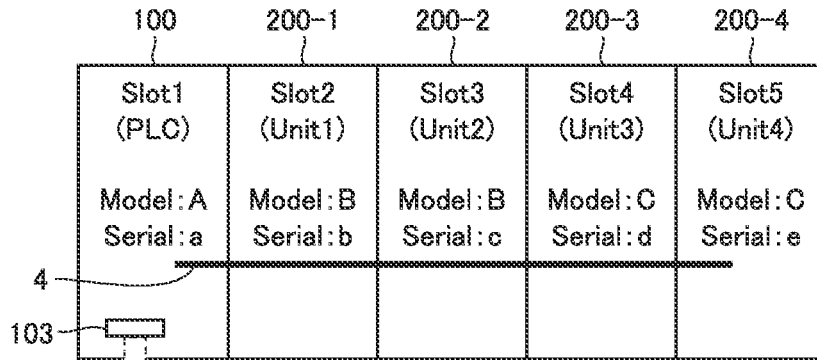 100 200-1 200-2 200-3 200-4
Slot1 Slot2 Slot3 Slot4 Slot5
(PLC) (Unit1) (Unit2) (Unit3) (Unit4)
Model:A Model:B Model:B Model:C Model:C
Serial:a Serial:b Serial:c Serial:d Serial:e
4
103